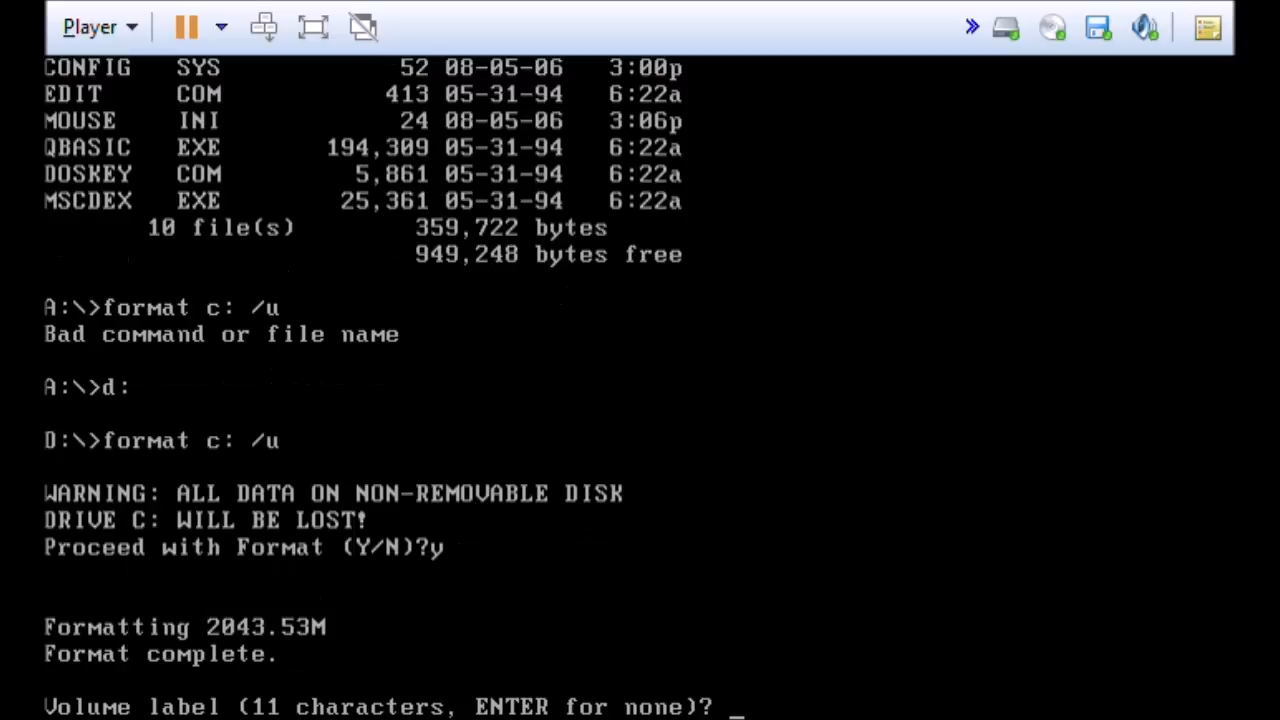 Player
CONFIG SYS 52 08-05-06 3:00p
EDIT COM 413 05-31-94 6:22a
MOUSE INI 24 08-05-06 3:06p
QBASIC EXE 194,309 05-31-94 6:22a
DOSKEY COM 5,861 05-31-94 6:22a
MSCDEX EXE 25,361 05-31-94 6:22a
10 file(s) 359,722 bytes
949,248 bytes free
A:\>format c: /u
Bad command or file name
A:\>d:
D:\>format c: /u
WARNING: ALL DATA ON NON-REMOVABLE DISK
DRIVE C: WILL BE LOST!
Proceed with Format (Y/N)?y
Formatting 2043.53M
Format complete.
Volume label (11 characters, ENTER for none)? _